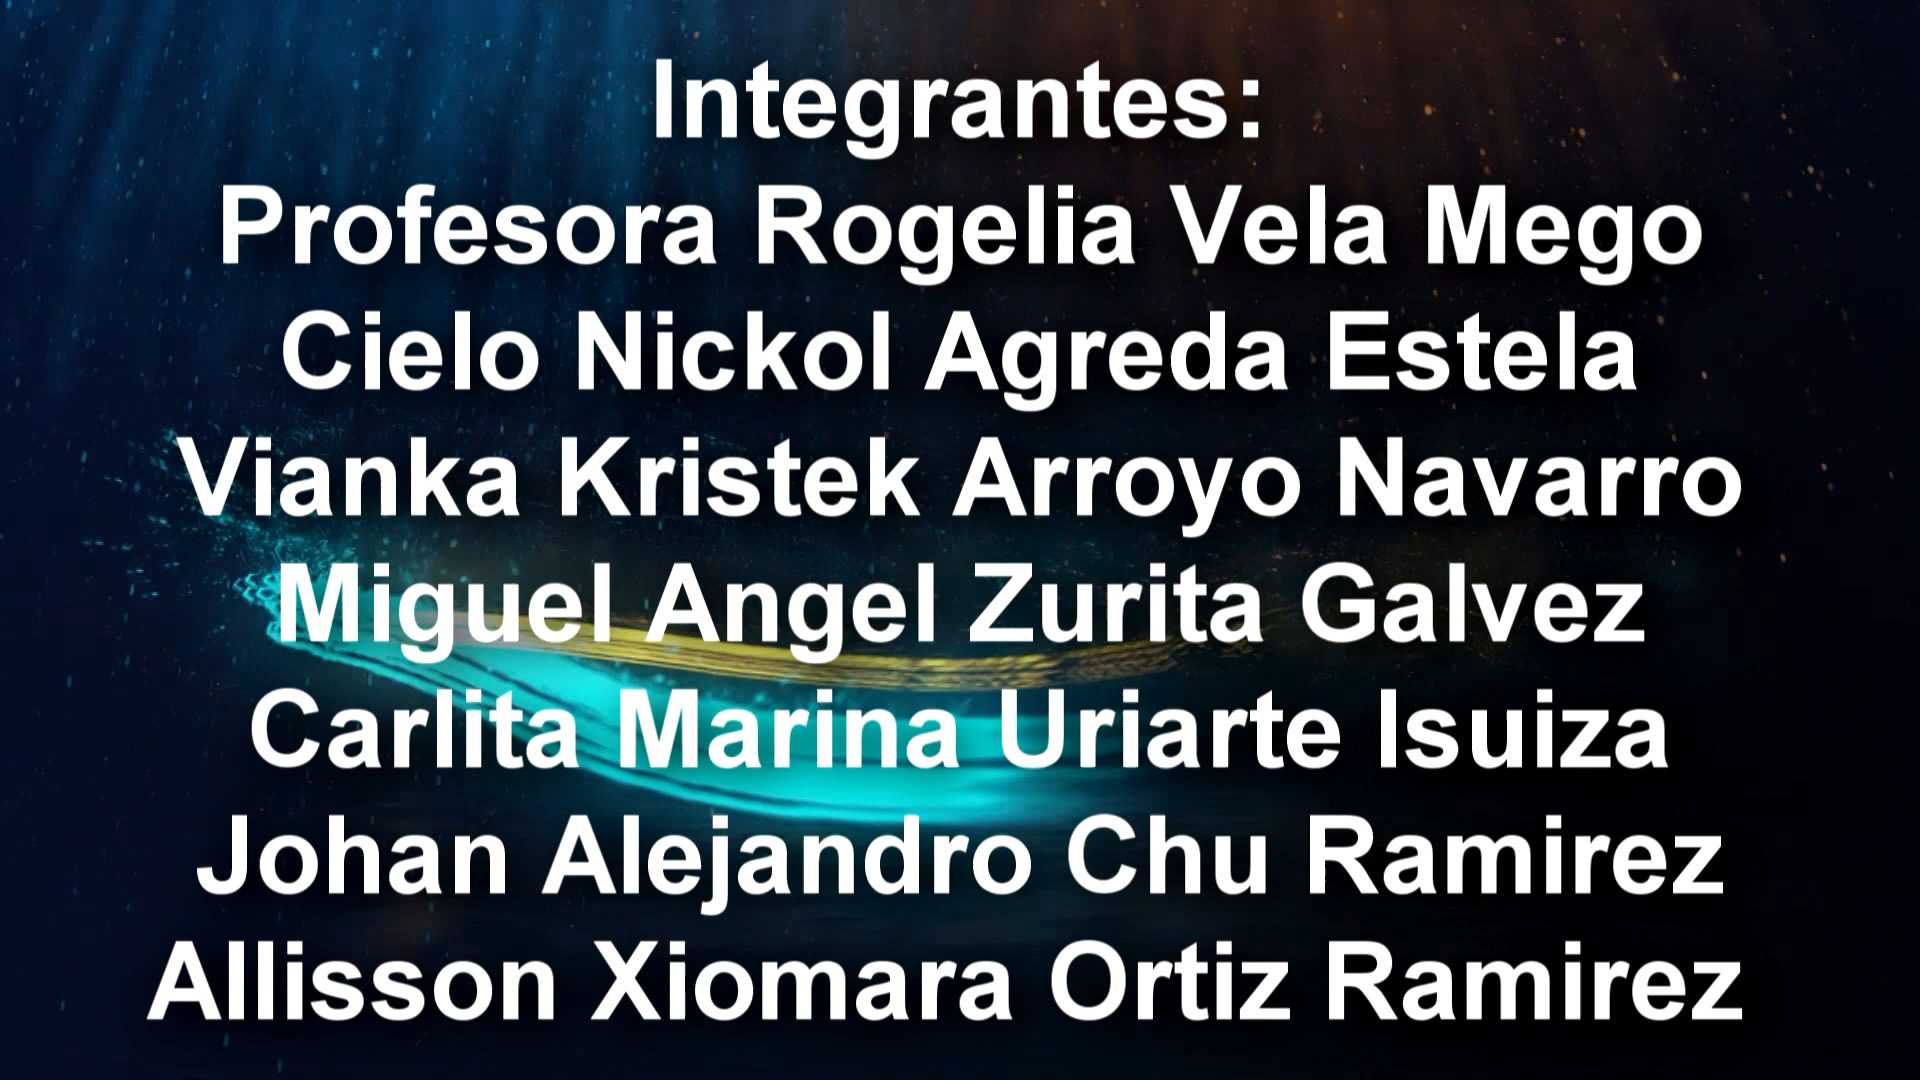 Integrantes:
Profesora Rogelia Vela Mego
Cielo Nickol Agreda Estela
Vianka Kristek Arroyo Navarro
Miguel Angel Zurita Galvez
Carlita Marina Uriarte Isuiza
Johan Alejandro Chu Ramirez
Allisson Xiomara Ortiz Ramirez